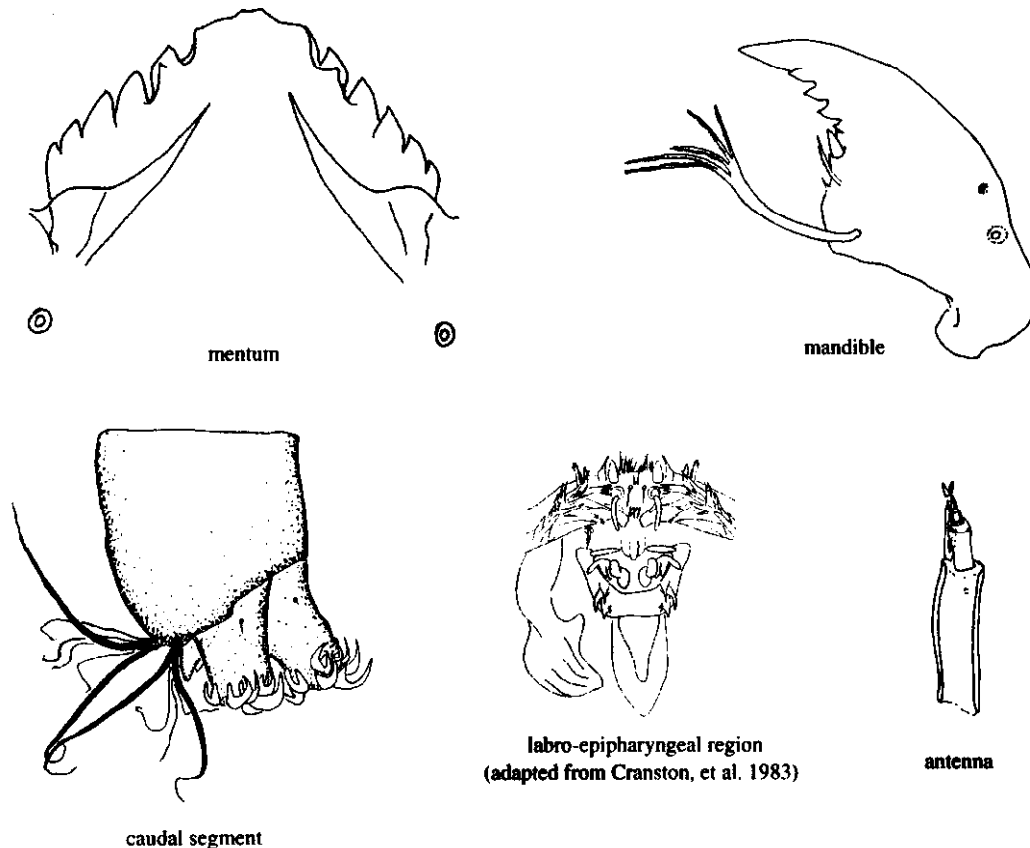 mentum
mandible
labro-epipharyngeal region
(adapted from Cranston, et al. 1983)
antenna
caudal segment